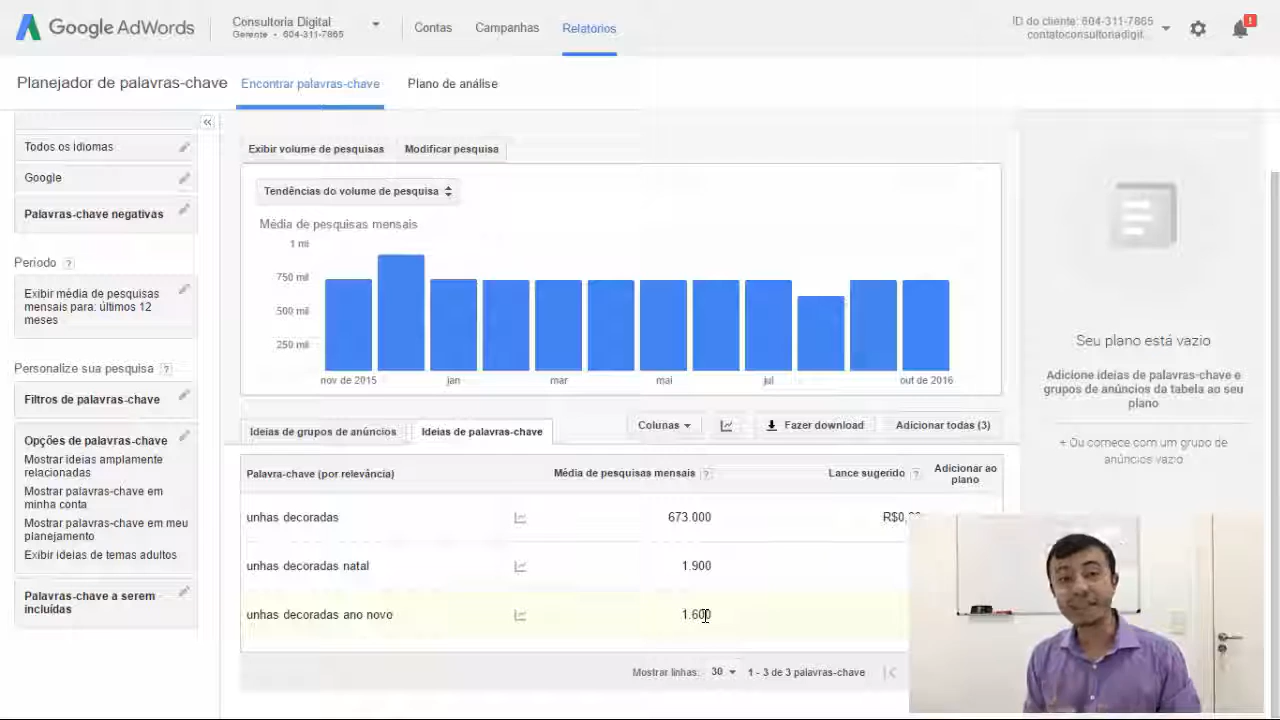 Google AdWords
Consultoria Digital
Gerente • 604-311-7865
Contas
Campanhas
Relatórios
ID do cliente: 604-311-7865
contatoconsultoriadigit...
!
Planejador de palavras-chave
Encontrar palavras-chave
Plano de análise
«
Todos os idiomas
Google
Palavras-chave negativas
Período ?
Exibir média de pesquisas
mensais para: últimos 12
meses
Personalize sua pesquisa ?
Filtros de palavras-chave
Opções de palavras-chave
Mostrar ideias amplamente
relacionadas
Mostrar palavras-chave em
minha conta
Mostrar palavras-chave em meu
planejamento
Exibir ideias de temas adultos
Palavras-chave a serem
incluídas
Exibir volume de pesquisas
Modificar pesquisa
Tendências do volume de pesquisa
Média de pesquisas mensais
1 mi
750 mil
500 mil
250 mil
nov de 2015
jan
mar
mai
jul
out de 2016
Ideias de grupos de anúncios
Ideias de palavras-chave
Colunas
Fazer download
Adicionar todas (3)
Palavra-chave (por relevância)
Média de pesquisas mensais ?
Lance sugerido ?
Adicionar ao
plano
unhas decoradas
673.000
unhas decoradas natal
1.900
unhas decoradas ano novo
1.600
Mostrar linhas: 30
1 - 3 de 3 palavras-chave
Seu plano está vazio
Adicione ideias de palavras-chave e
grupos de anúncios da tabela ao seu
plano
+ Ou comece com um grupo de
anúncios vazio